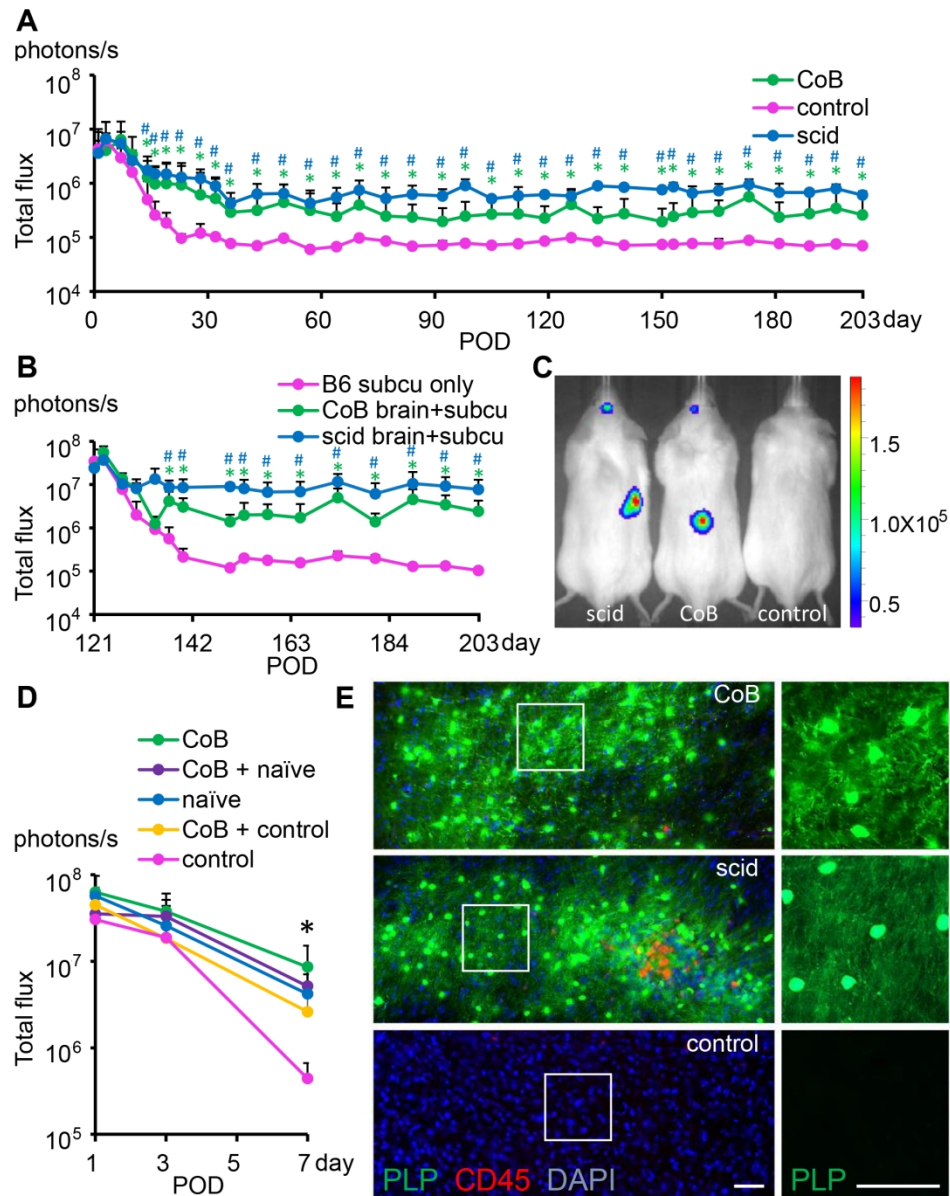 A
photons/s
CoB
control
scid
10^8
10^7
10^6
10^5
10^4
Total flux
# # # # # # # # # # # # # # # # # # # # # # # # # # # # # #
* * * * * * * * * * * * * * * * * * * * * * * * * * * * * *
0 30 60 90 120 150 180 203 day
POD
B
B6 subcu only
CoB brain+subcu
scid brain+subcu
photons/s
10^8
10^7
10^6
10^5
10^4
Total flux
# # # # # # # # # # #
* * * * * * * * * * *
121 142 163 184 203 day
POD
C
scid CoB control
1.5
1.0X10^5
0.5
D
CoB
CoB + naïve
naïve
CoB + control
control
photons/s
10^8
10^7
10^6
10^5
Total flux
*
1 3 5 7 day
POD
E
CoB
scid
control
PLP CD45 DAPI
PLP